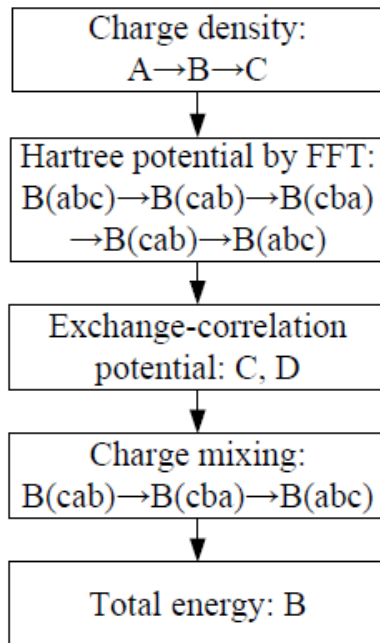 Charge density:
A→B→C
Hartree potential by FFT:
B(abc)→B(cab)→B(cba)
→B(cab)→B(abc)
Exchange-correlation
potential: C, D
Charge mixing:
B(cab)→B(cba)→B(abc)
Total energy: B